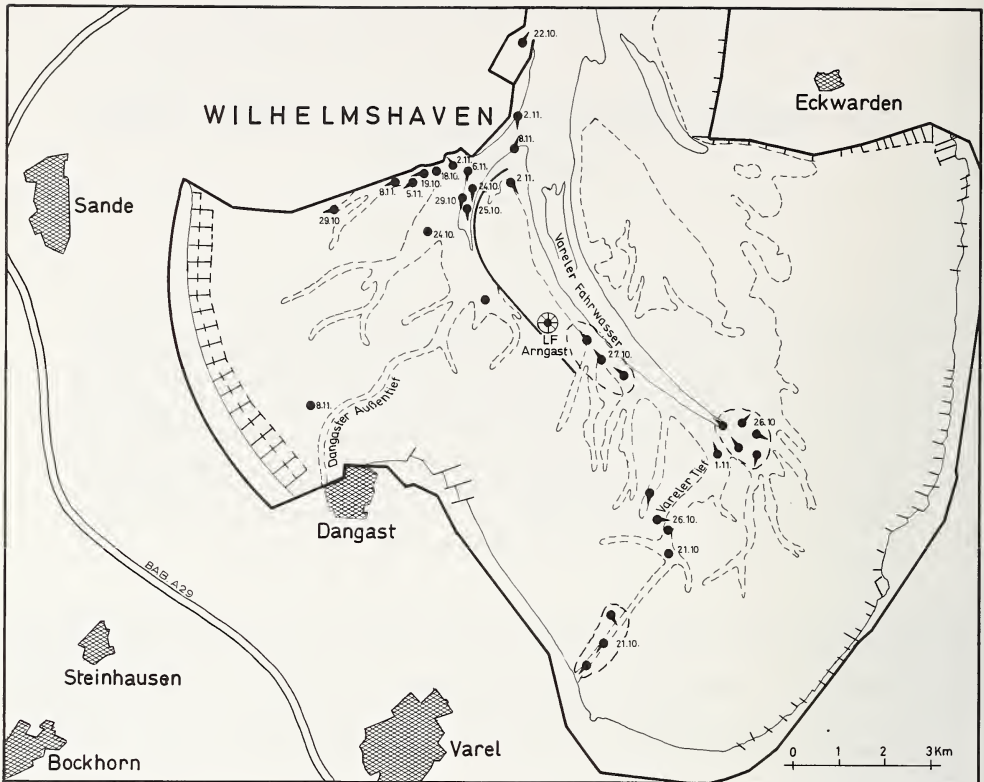 22.10.
Eckwarden
WILHELMSHAVEN
2.11.
8.11.
2.11.
6.11.
18.10.
19.10.
2.11.
24.10.
8.11.
5.11.
29.10
25.10.
29.10
Sande
24.10.
Vareler Fahrwasser
LF
Arngast
27.10.
Dangaster Außentief
8.11.
26.10
1.11.
Vareler Tief
26.10.
Dangast
21.10
BAB A29
21.10.
Steinhausen
Varel
Bockhorn
0 1 2 3Km